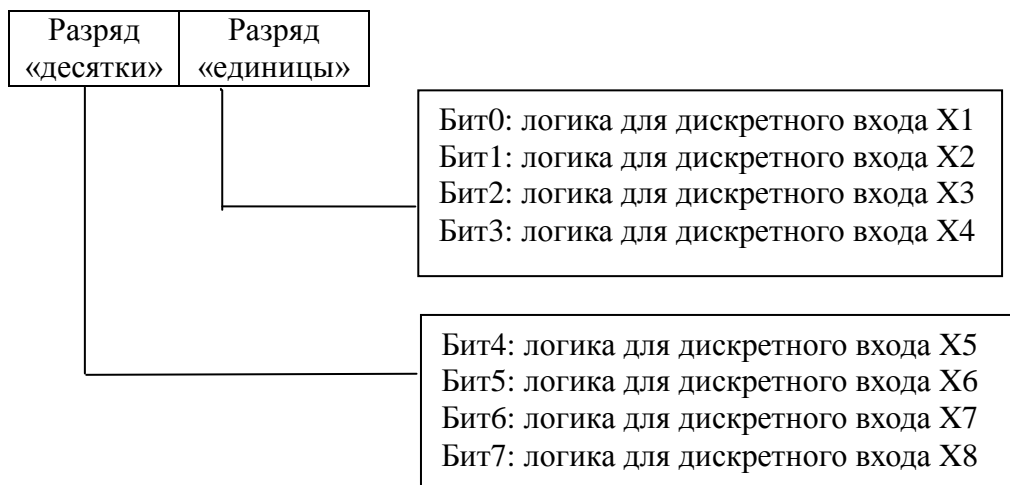 Разряд «десятки»
Разряд «единицы»
Бит0: логика для дискретного входа X1
Бит1: логика для дискретного входа X2
Бит2: логика для дискретного входа X3
Бит3: логика для дискретного входа X4
Бит4: логика для дискретного входа X5
Бит5: логика для дискретного входа X6
Бит6: логика для дискретного входа X7
Бит7: логика для дискретного входа X8